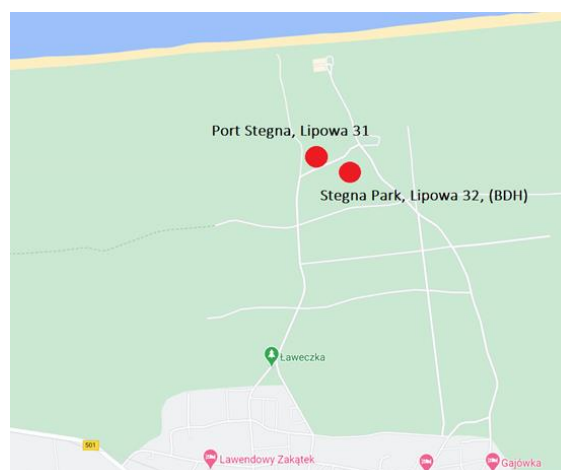 Port Stegna, Lipowa 31
Stegna Park, Lipowa 32, (BDH)
Ławeczka
501
Lawendowy Zakątek
Gajówka